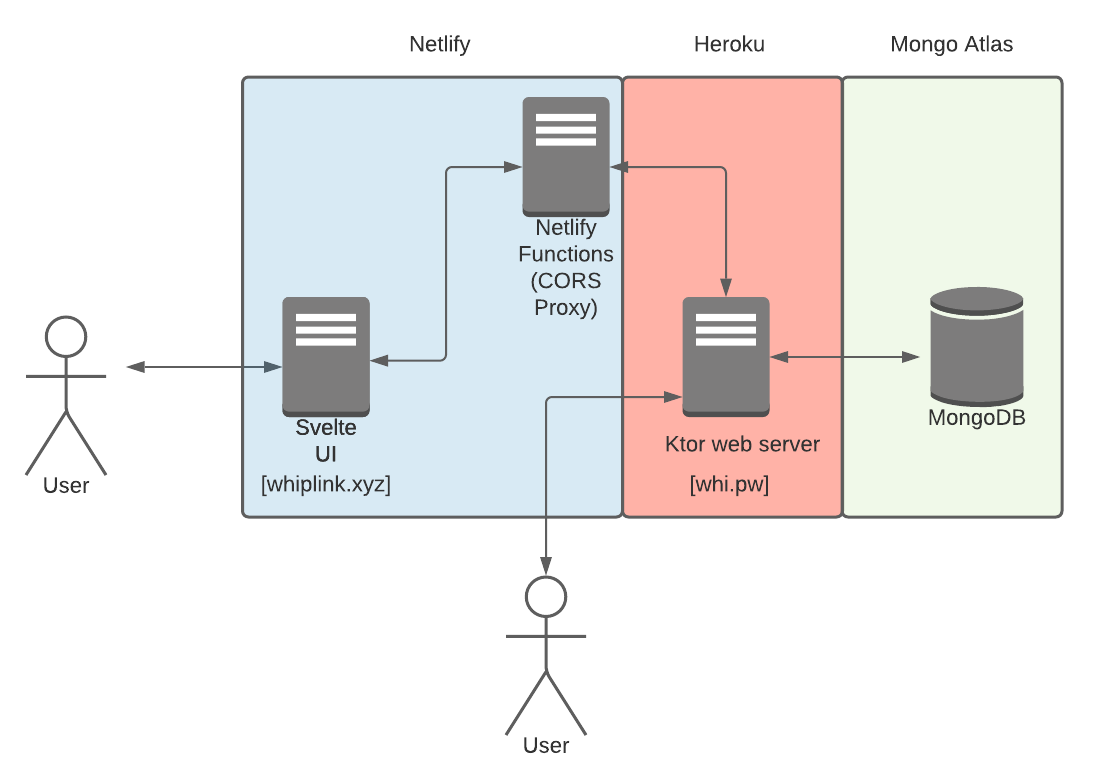 Netlify
Heroku
Mongo Atlas
Netlify
Functions
(CORS
Proxy)
Svelte
UI
[whiplink.xyz]
Ktor web server
[whi.pw]
MongoDB
User
User